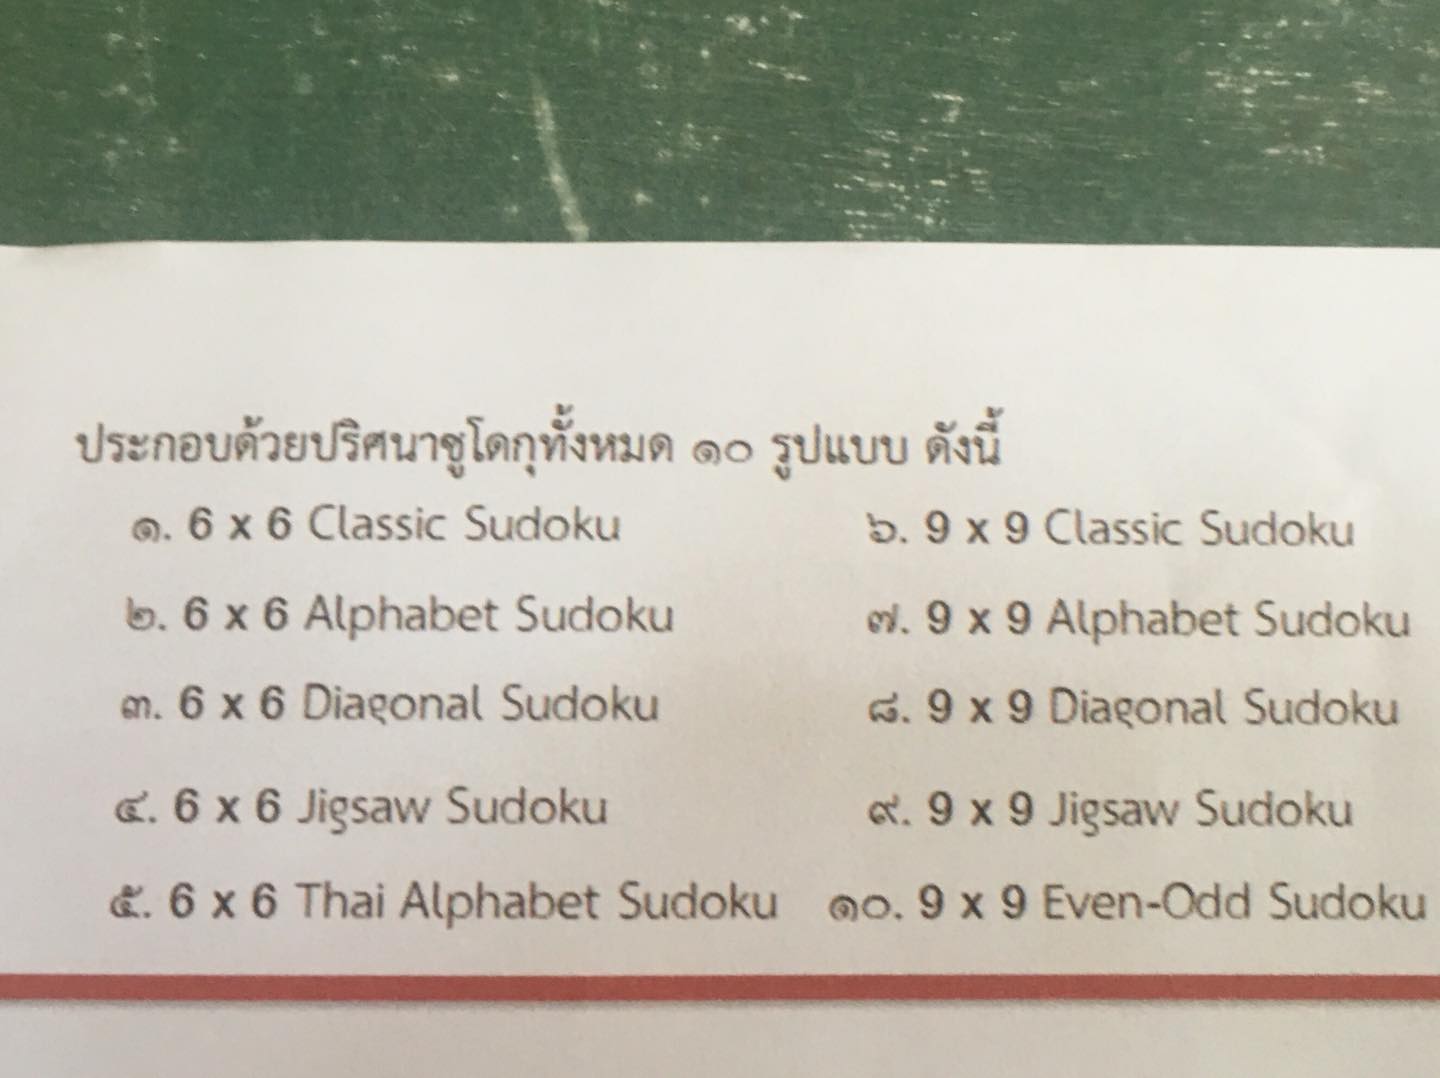 ประกอบด้วยปริศนาซูโดกุทั้งหมด ๑๐ รูปแบบ ดังนี้
๑. 6 x 6 Classic Sudoku
๒. 6 x 6 Alphabet Sudoku
๓. 6 x 6 Diagonal Sudoku
๔. 6 x 6 Jigsaw Sudoku
๕. 6 x 6 Thai Alphabet Sudoku
๖. 9 x 9 Classic Sudoku
๗. 9 x 9 Alphabet Sudoku
๘. 9 x 9 Diagonal Sudoku
๙. 9 x 9 Jigsaw Sudoku
๑๐. 9 x 9 Even-Odd Sudoku